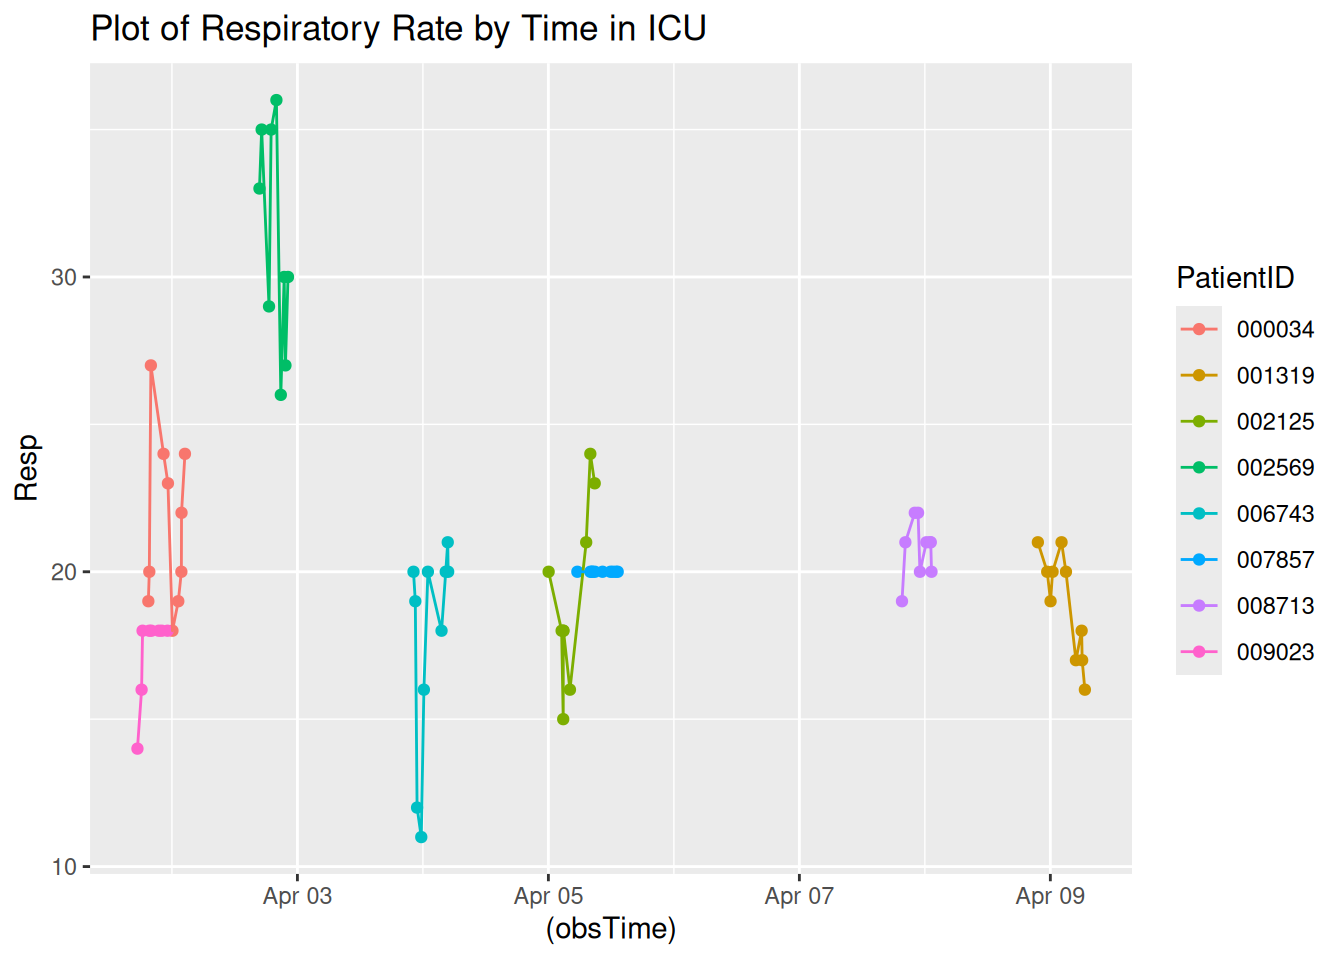 Plot of Respiratory Rate by Time in ICU
Resp
30
20
10
Apr 03
Apr 05
Apr 07
Apr 09
(obsTime)
PatientID
000034
001319
002125
002569
006743
007857
008713
009023